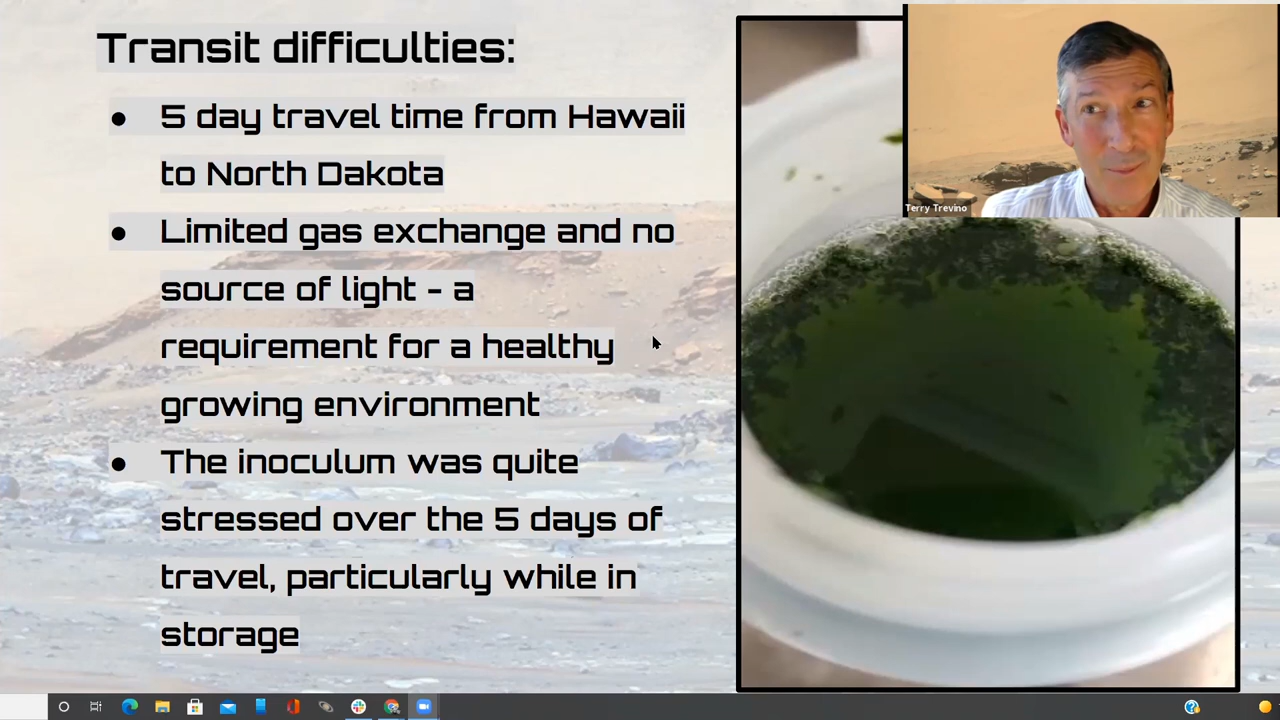 Transit difficulties:
● 5 day travel time from Hawaii
to North Dakota
● Limited gas exchange and no
source of light - a
requirement for a healthy
growing environment
● The inoculum was quite
stressed over the 5 days of
travel, particularly while in
storage
Terry Trevino